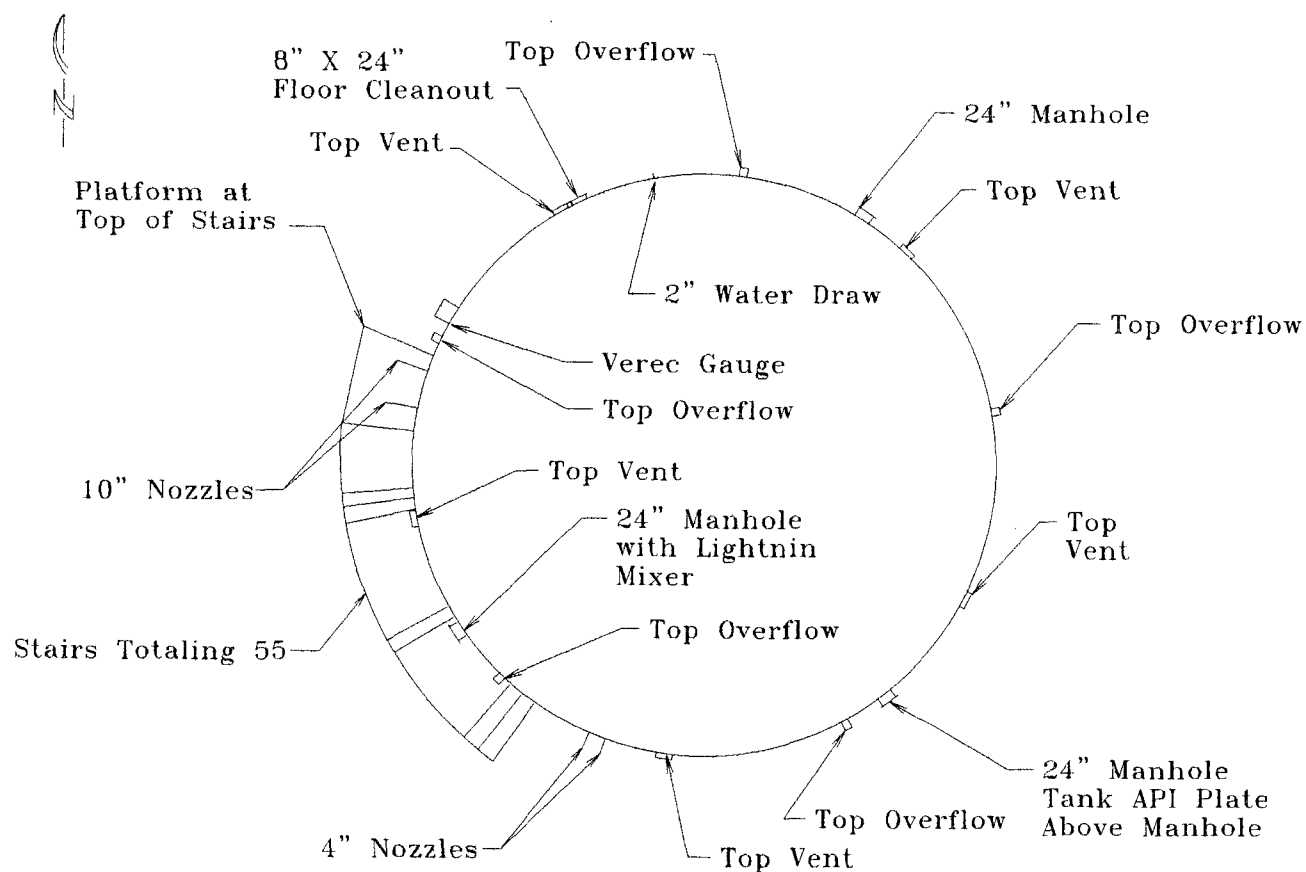 N
8" X 24"
Floor Cleanout
Top Overflow
24" Manhole
Top Vent
Top Vent
Platform at
Top of Stairs
2" Water Draw
Top Overflow
Verec Gauge
Top Overflow
Top Vent
10" Nozzles
24" Manhole
with Lightnin
Mixer
Top
Vent
Top Overflow
Stairs Totaling 55
24" Manhole
Tank API Plate
Above Manhole
Top Overflow
4" Nozzles
Top Vent